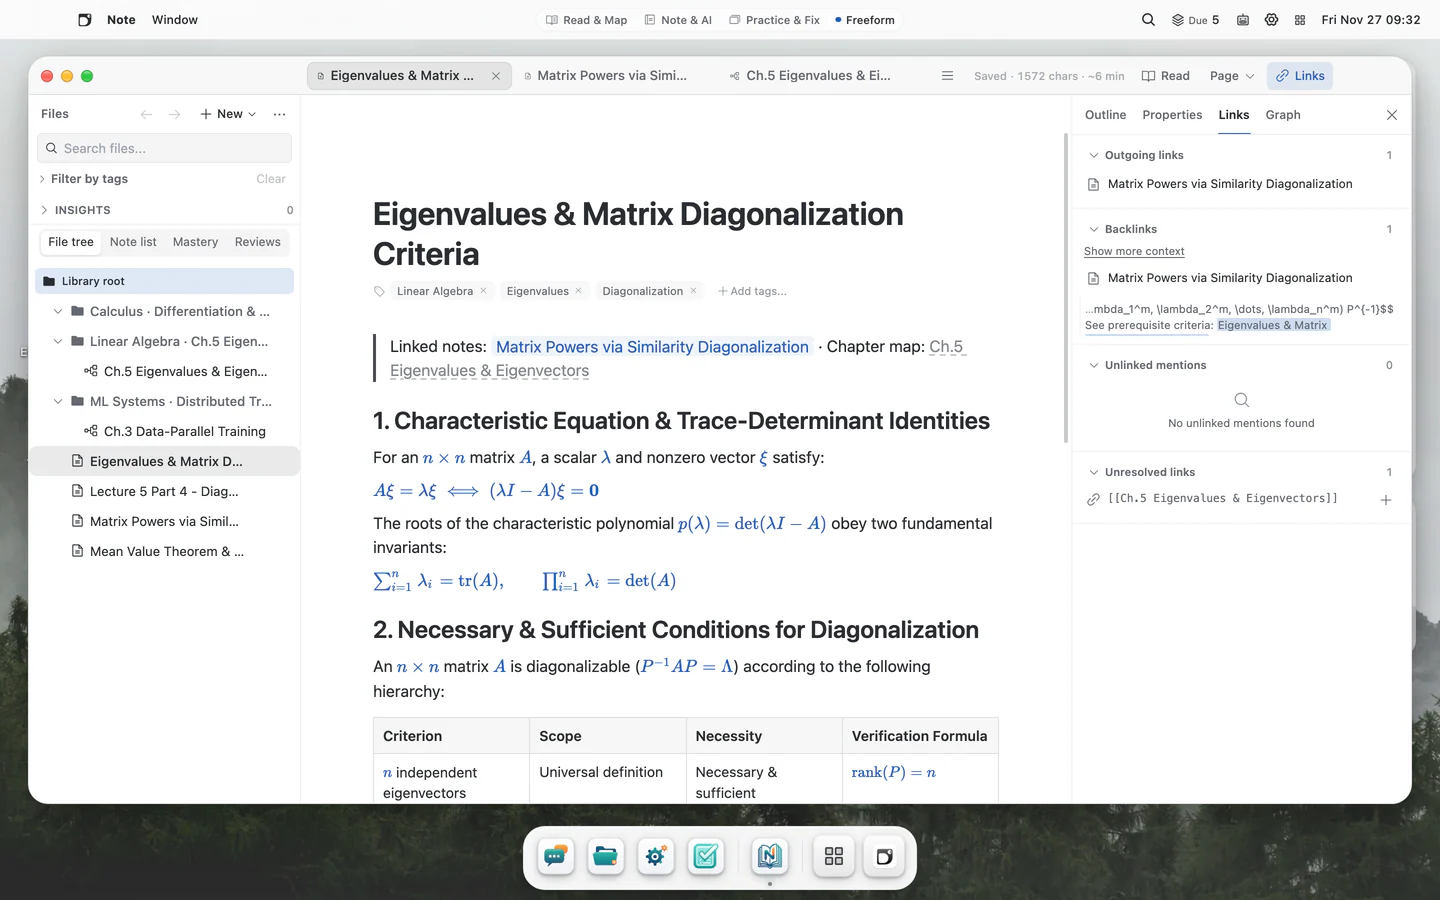 Note Window Read & Map Note & AI Practice & Fix Freeform Due 5 Fri Nov 27 09:32
Eigenvalues & Matrix ... Matrix Powers via Simi... Ch.5 Eigenvalues & Ei... Saved · 1572 chars · ~6 min Read Page Links
Files New ...
Search files...
Filter by tags Clear
INSIGHTS 0
File tree Note list Mastery Reviews
Library root
Calculus · Differentiation & ...
Linear Algebra · Ch.5 Eigen...
Ch.5 Eigenvalues & Eigen...
ML Systems · Distributed Tr...
Ch.3 Data-Parallel Training
Eigenvalues & Matrix D...
Lecture 5 Part 4 - Diag...
Matrix Powers via Simil...
Mean Value Theorem & ...
Eigenvalues & Matrix Diagonalization
Criteria
Linear Algebra × Eigenvalues × Diagonalization × + Add tags...
Linked notes: Matrix Powers via Similarity Diagonalization · Chapter map: Ch.5
Eigenvalues & Eigenvectors
1. Characteristic Equation & Trace-Determinant Identities
For an n × n matrix A, a scalar λ and nonzero vector ξ satisfy:
Aξ = λξ ⟺ (λI − A)ξ = 0
The roots of the characteristic polynomial p(λ) = det(λI − A) obey two fundamental
invariants:
∑ⁿᵢ₌₁ λᵢ = tr(A), ∏ⁿᵢ₌₁ λᵢ = det(A)
2. Necessary & Sufficient Conditions for Diagonalization
An n × n matrix A is diagonalizable (P⁻¹AP = Λ) according to the following
hierarchy:
Criterion Scope Necessity Verification Formula
n independent Universal definition Necessary & rank(P) = n
eigenvectors sufficient
Outline Properties Links Graph
Outgoing links 1
Matrix Powers via Similarity Diagonalization
Backlinks 1
Show more context
Matrix Powers via Similarity Diagonalization
...mbda_1^m, \lambda_2^m, \dots, \lambda_n^m) P^{-1}$$
See prerequisite criteria: Eigenvalues & Matrix
Unlinked mentions 0
No unlinked mentions found
Unresolved links 1
[[Ch.5 Eigenvalues & Eigenvectors]]